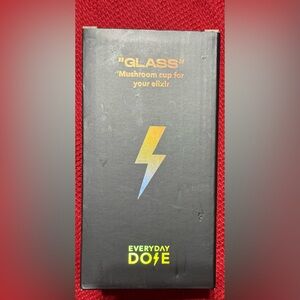 "GLASS"
Mushroom cup for
your elixir
EVERYDAY
DOSE